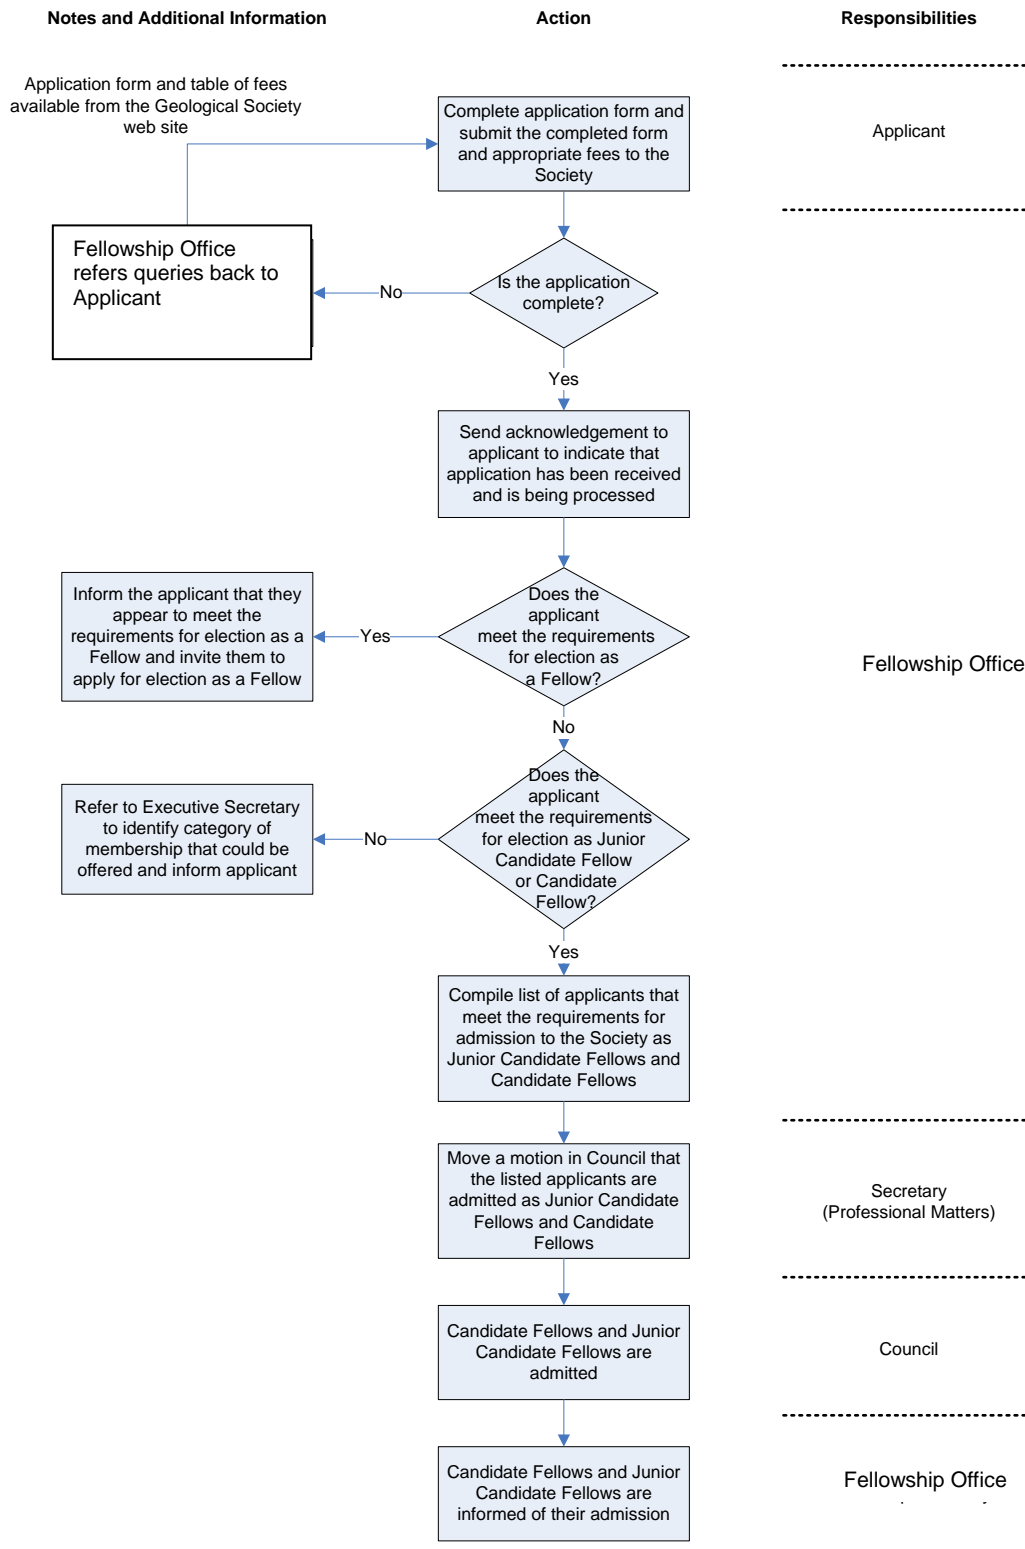 Notes and Additional Information
Action
Responsibilities
Application form and table of fees
available from the Geological Society
web site
Complete application form and
submit the completed form
and appropriate fees to the
Society
Applicant
Fellowship Office
refers queries back to
Applicant
No
Is the application
complete?
Yes
Send acknowledgement to
applicant to indicate that
application has been received
and is being processed
Inform the applicant that they
appear to meet the
requirements for election as a
Fellow and invite them to
apply for election as a Fellow
Yes
Does the
applicant
meet the requirements
for election as
a Fellow?
Fellowship Office
No
Refer to Executive Secretary
to identify category of
membership that could be
offered and inform applicant
No
Does the
applicant
meet the requirements
for election as Junior
Candidate Fellow
or Candidate
Fellow?
Yes
Compile list of applicants that
meet the requirements for
admission to the Society as
Junior Candidate Fellows and
Candidate Fellows
Move a motion in Council that
the listed applicants are
admitted as Junior Candidate
Fellows and Candidate
Fellows
Secretary
(Professional Matters)
Candidate Fellows and Junior
Candidate Fellows are
admitted
Council
Candidate Fellows and Junior
Candidate Fellows are
informed of their admission
Fellowship Office